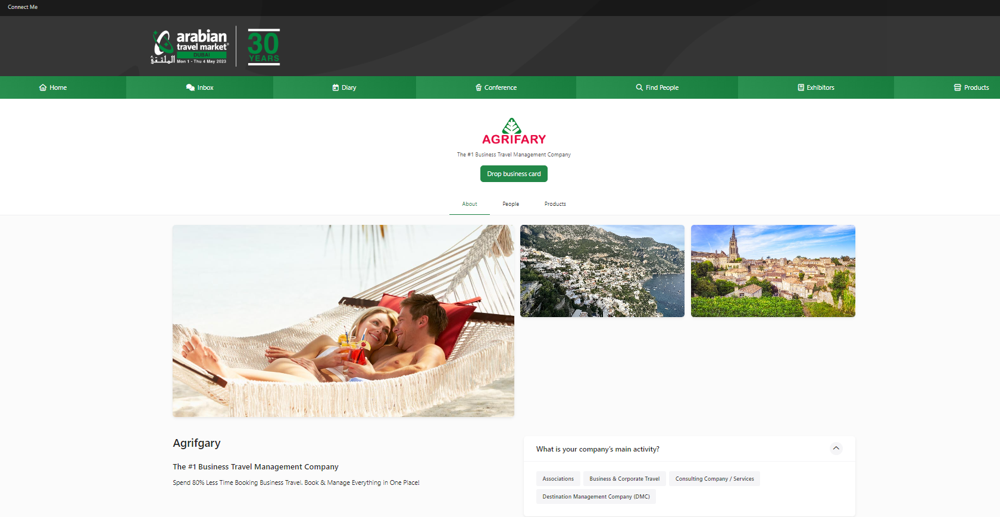 Connect Me
arabian
travel market
DUBAI
الملتقى
Mon 1 - Thu 4 May 2023
30
YEARS
Home
Inbox
Diary
Conference
Find People
Exhibitors
Products
AGRIFARY
The #1 Business Travel Management Company
Drop business card
About
People
Products
Agrifgary
The #1 Business Travel Management Company
Spend 80% Less Time Booking Business Travel. Book & Manage Everything in One Place!
What is your company's main activity?
Associations
Business & Corporate Travel
Consulting Company / Services
Destination Management Company (DMC)